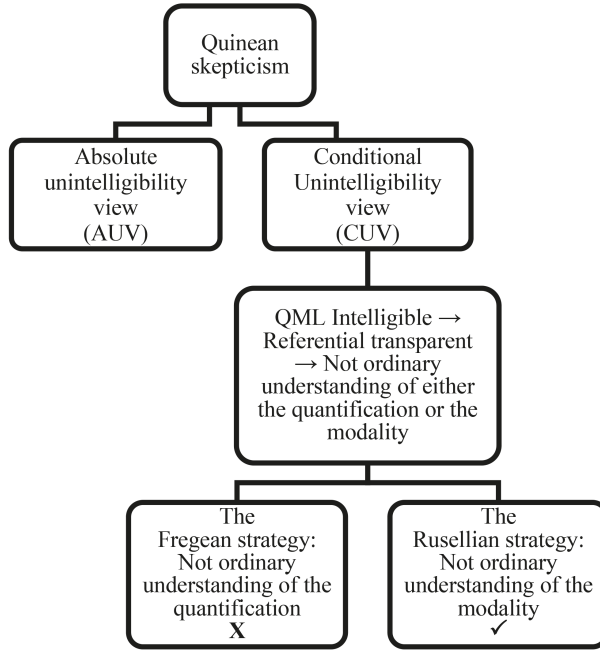 Quinean
skepticism
Absolute
unintelligibility
view
(AUV)
Conditional
Unintelligibility
view
(CUV)
QML Intelligible →
Referential transparent
→ Not ordinary
understanding of either
the quantification or the
modality
The
Fregean strategy:
Not ordinary
understanding of the
quantification
X
The
Rusellian strategy:
Not ordinary
understanding of the
modality
✓